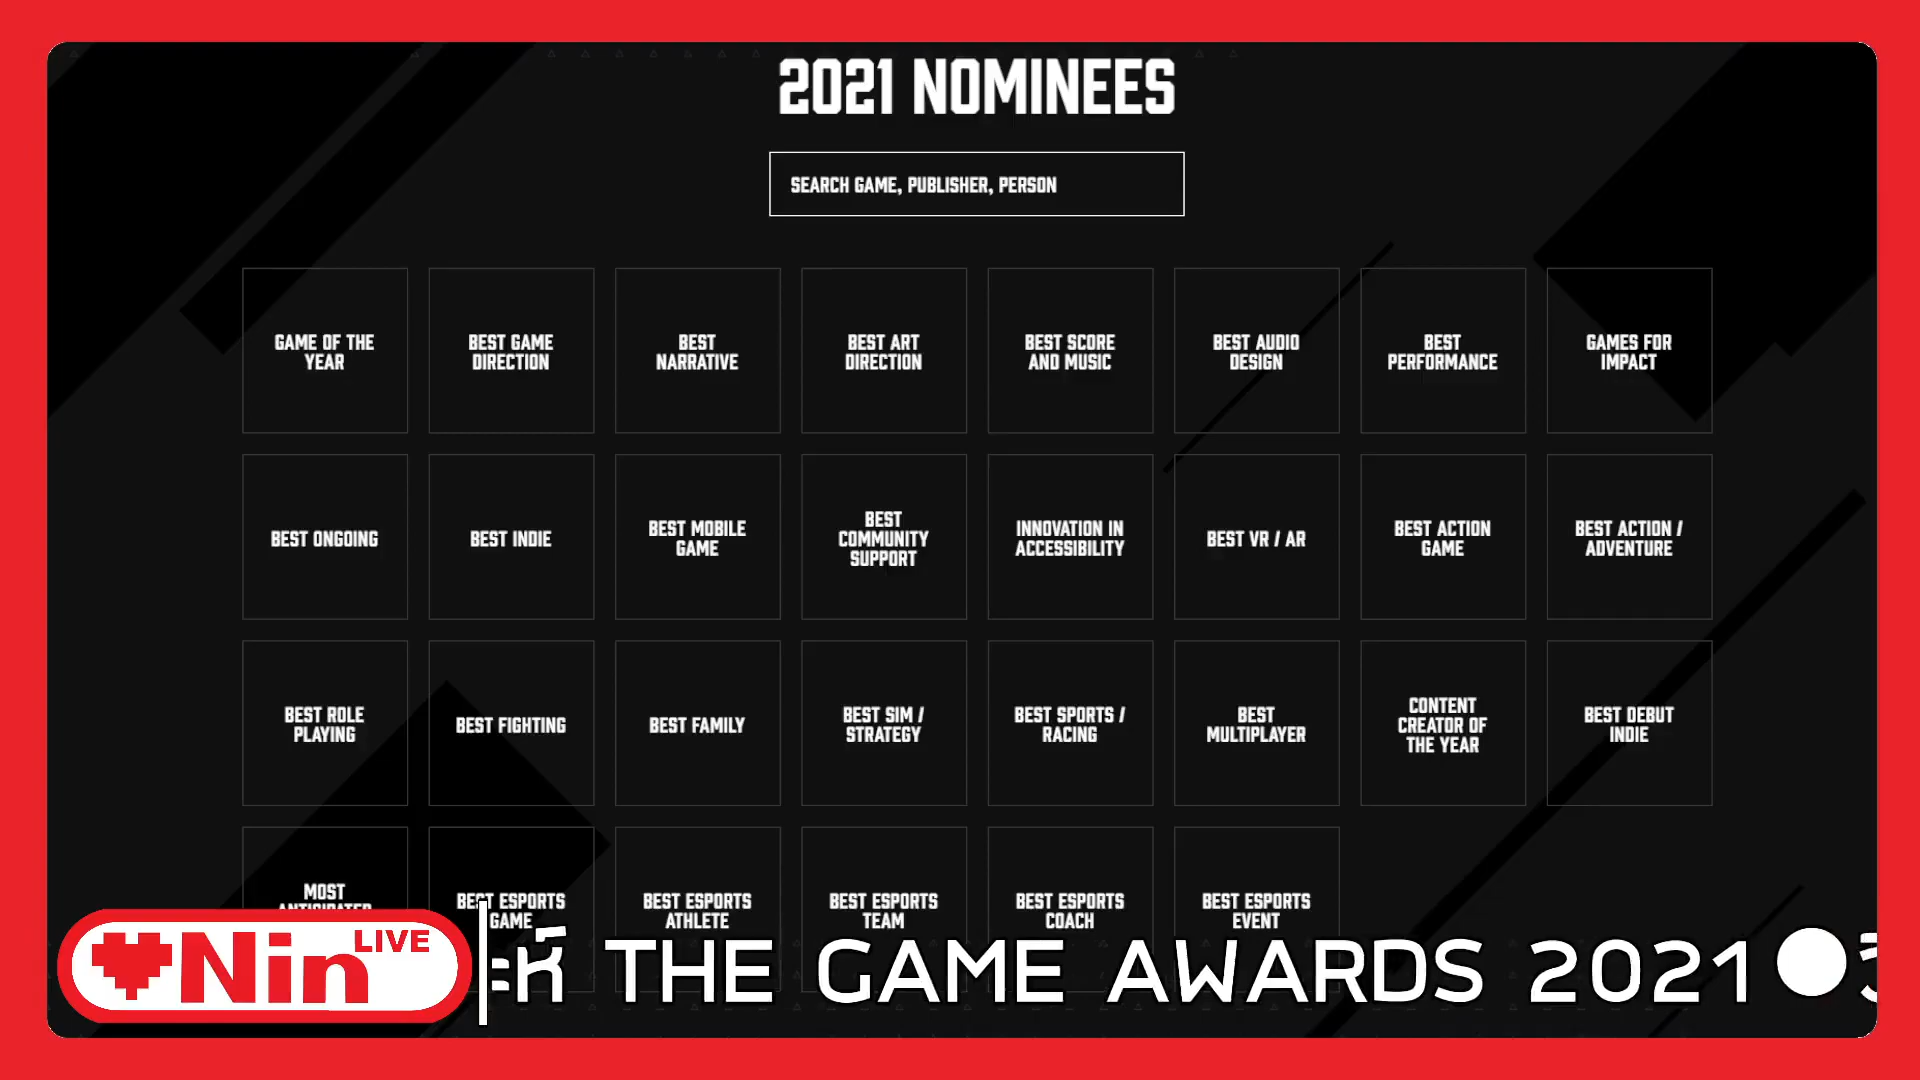 2021 NOMINEES
SEARCH GAME, PUBLISHER, PERSON
GAME OF THE
YEAR
BEST GAME
DIRECTION
BEST
NARRATIVE
BEST ART
DIRECTION
BEST SCORE
AND MUSIC
BEST AUDIO
DESIGN
BEST
PERFORMANCE
GAMES FOR
IMPACT
BEST ONGOING
BEST INDIE
BEST MOBILE
GAME
BEST
COMMUNITY
SUPPORT
INNOVATION IN
ACCESSIBILITY
BEST VR / AR
BEST ACTION
GAME
BEST ACTION /
ADVENTURE
BEST ROLE
PLAYING
BEST FIGHTING
BEST FAMILY
BEST SIM /
STRATEGY
BEST SPORTS /
RACING
BEST
MULTIPLAYER
CONTENT
CREATOR OF
THE YEAR
BEST DEBUT
INDIE
MOST
BEST ESPORTS
GAME
BEST ESPORTS
ATHLETE
BEST ESPORTS
TEAM
BEST ESPORTS
COACH
BEST ESPORTS
EVENT
Nin LIVE
THE GAME AWARDS 2021